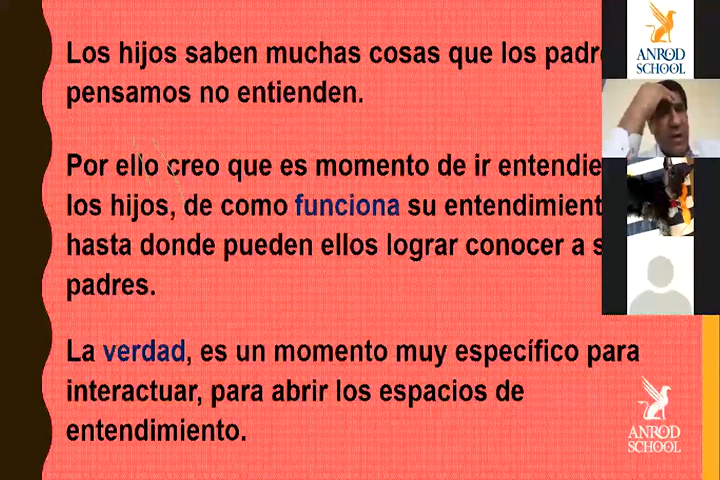 Los hijos saben muchas cosas que los padr
pensamos no entienden.
Por ello creo que es momento de ir entendie
los hijos, de como funciona su entendimient
hasta donde pueden ellos lograr conocer a s
padres.
La verdad, es un momento muy específico para
interactuar, para abrir los espacios de
entendimiento.
ANROD
SCHOOL
ANROD
SCHOOL